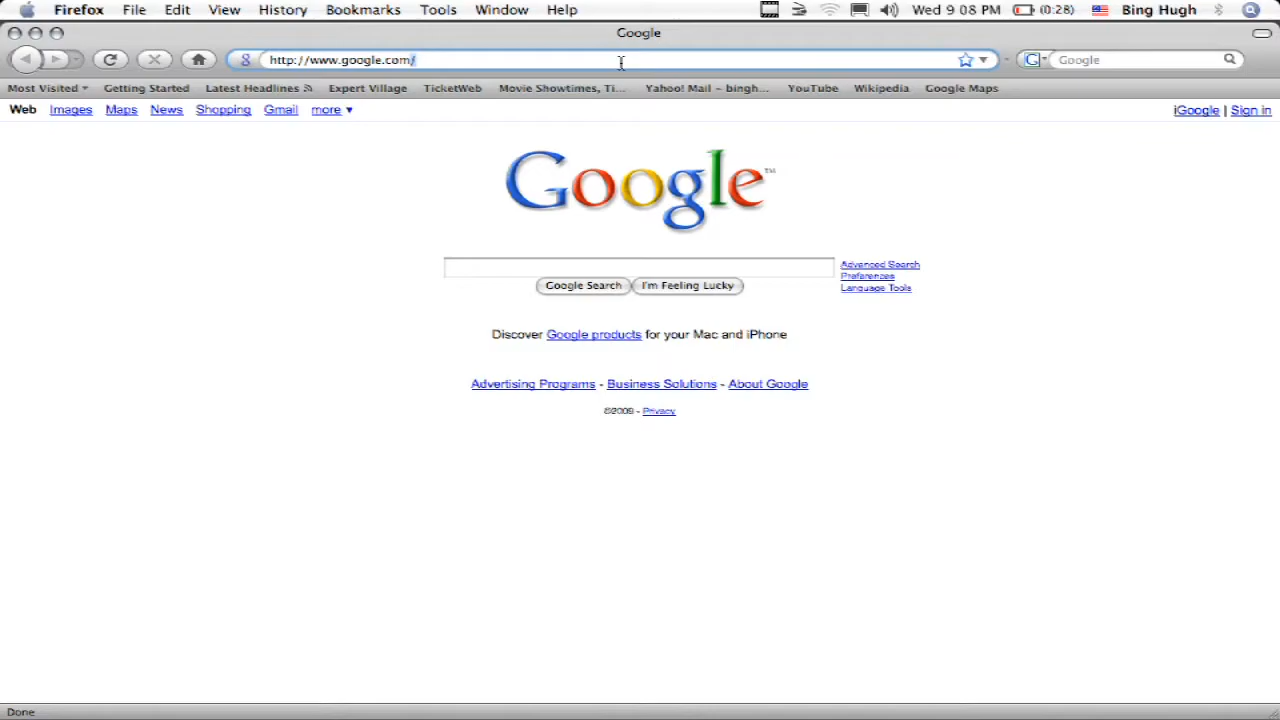 Firefox File Edit View History Bookmarks Tools Window Help Wed 9 08 PM (0:28) Bing Hugh
Google
http://www.google.com/ Google
Most Visited Getting Started Latest Headlines Expert Village TicketWeb Movie Showtimes, Ti... Yahoo! Mail - bingh... YouTube Wikipedia Google Maps
Web Images Maps News Shopping Gmail more ▼ iGoogle | Sign in
Google™
Advanced Search
Preferences
Language Tools
Google Search I'm Feeling Lucky
Discover Google products for your Mac and iPhone
Advertising Programs - Business Solutions - About Google
©2009 - Privacy
Done